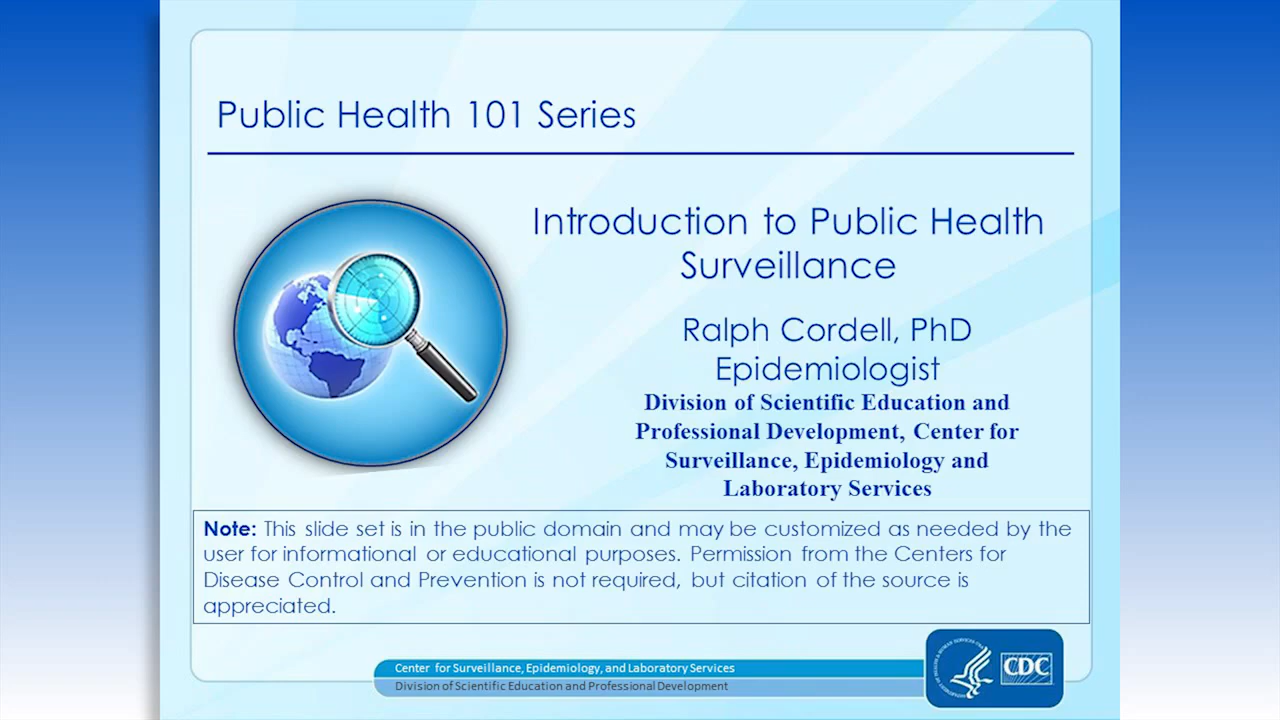 Public Health 101 Series
Introduction to Public Health
Surveillance
Ralph Cordell, PhD
Epidemiologist
Division of Scientific Education and
Professional Development, Center for
Surveillance, Epidemiology and
Laboratory Services
Note: This slide set is in the public domain and may be customized as needed by the
user for informational or educational purposes. Permission from the Centers for
Disease Control and Prevention is not required, but citation of the source is
appreciated.
Center for Surveillance, Epidemiology, and Laboratory Services
Division of Scientific Education and Professional Development
CDC